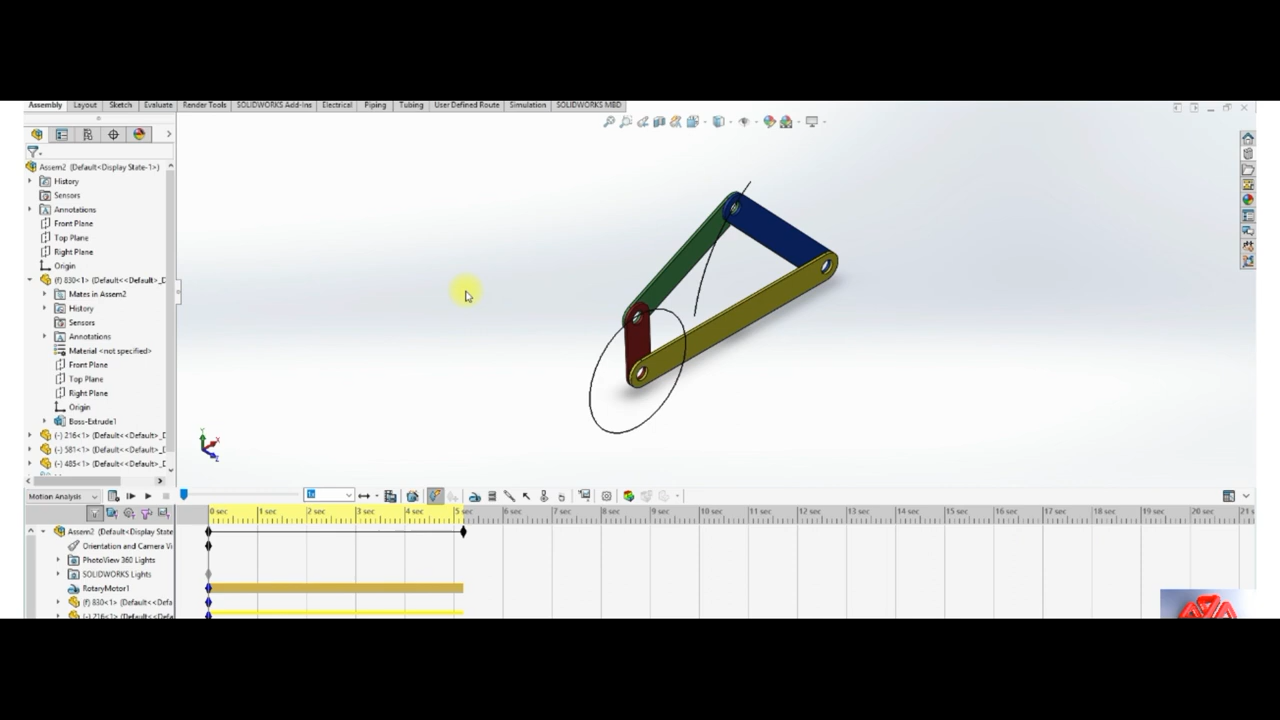 Assembly Layout Sketch Evaluate Render Tools SOLIDWORKS Add-Ins Electrical Piping Tubing User Defined Route Simulation SOLIDWORKS MBD
Assem2 (Default<Display State-1>)
History
Sensors
Annotations
Front Plane
Top Plane
Right Plane
Origin
(f) 830<1> (Default<<Default>_D
Mates in Assem2
History
Sensors
Annotations
Material <not specified>
Front Plane
Top Plane
Right Plane
Origin
Boss-Extrude1
(-) 216<1> (Default<<Default>_D
(-) 581<1> (Default<<Default>_D
(-) 485<1> (Default<<Default>_D
Y
X
Z
Motion Analysis
1x
0 sec 1 sec 2 sec 3 sec 4 sec 5 sec 6 sec 7 sec 8 sec 9 sec 10 sec 11 sec 12 sec 13 sec 14 sec 15 sec 16 sec 17 sec 18 sec 19 sec 20 sec 21 s
Assem2 (Default<Display State
Orientation and Camera Vi
PhotoView 360 Lights
SOLIDWORKS Lights
RotaryMotor1
(f) 830<1> (Default<<Defa
(-) 216<1> (Default<<Defa